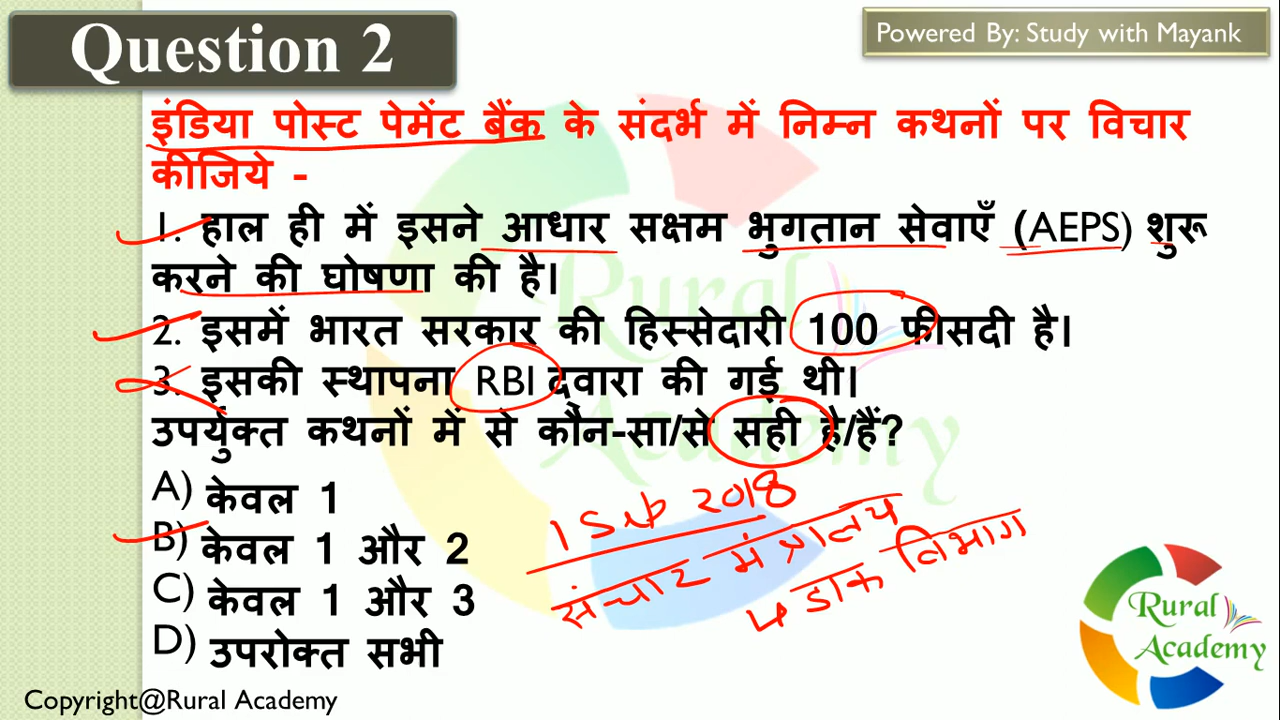 Question 2
Powered By: Study with Mayank
इंडिया पोस्ट पेमेंट बैंक के संदर्भ में निम्न कथनों पर विचार
कीजिये -
1. हाल ही में इसने आधार सक्षम भुगतान सेवाएँ (AEPS) शुरू
करने की घोषणा की है।
2. इसमें भारत सरकार की हिस्सेदारी 100 फीसदी है।
3. इसकी स्थापना RBI द्वारा की गई थी।
उपर्युक्त कथनों में से कौन-सा/से सही है/हैं?
A) केवल 1
B) केवल 1 और 2
C) केवल 1 और 3
D) उपरोक्त सभी
1 Sep 2018
संचार मंत्रालय
डाक विभाग
Rural
Academy
Rural
Academy
Copyright@Rural Academy